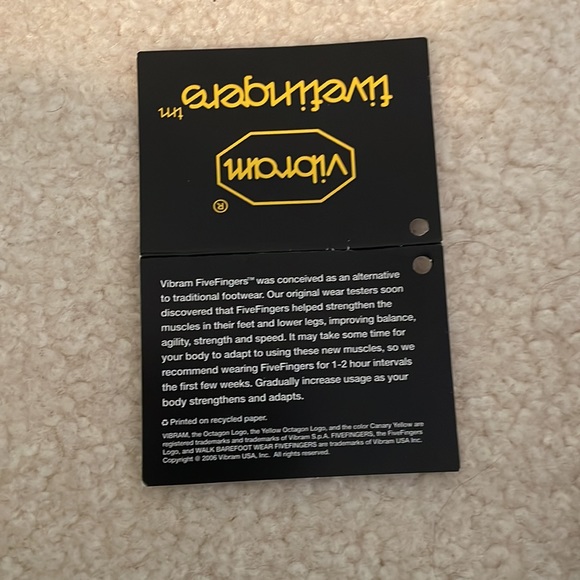 fivefingers™
vibram®
Vibram FiveFingers™ was conceived as an alternative
to traditional footwear. Our original wear testers soon
discovered that FiveFingers helped strengthen the
muscles in their feet and lower legs, improving balance,
agility, strength and speed. It may take some time for
your body to adapt to using these new muscles, so we
recommend wearing FiveFingers for 1-2 hour intervals
the first few weeks. Gradually increase usage as your
body strengthens and adapts.
♻ Printed on recycled paper.
VIBRAM, the Octagon Logo, the Yellow Octagon Logo, and the color Canary Yellow are
registered trademarks and trademarks of Vibram S.p.A. FIVEFINGERS, the FiveFingers
Logo, and WALK BAREFOOT WEAR FIVEFINGERS are trademarks of Vibram USA Inc.
Copyright © 2006 Vibram USA, Inc. All rights reserved.